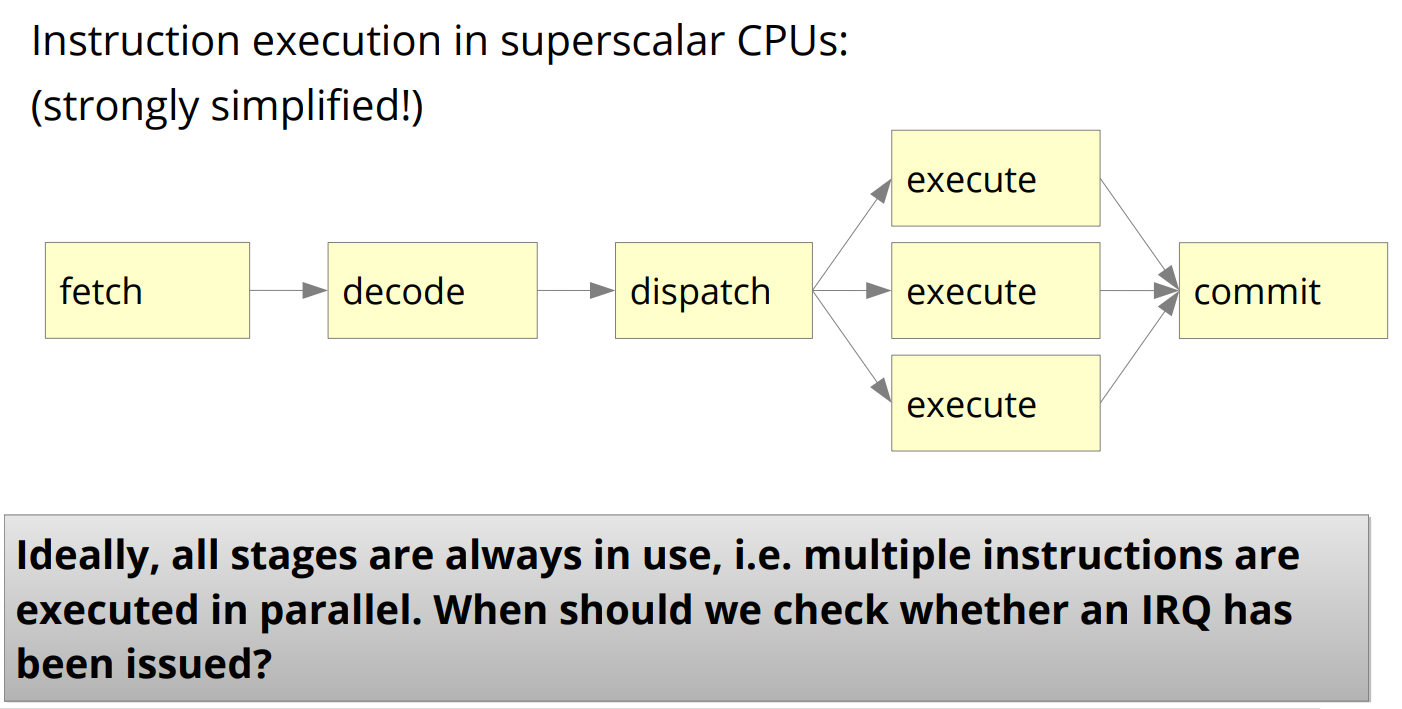 Instruction execution in superscalar CPUs:
(strongly simplified!)
execute
fetch
decode
dispatch
execute
commit
execute
Ideally, all stages are always in use, i.e. multiple instructions are
executed in parallel. When should we check whether an IRQ has
been issued?